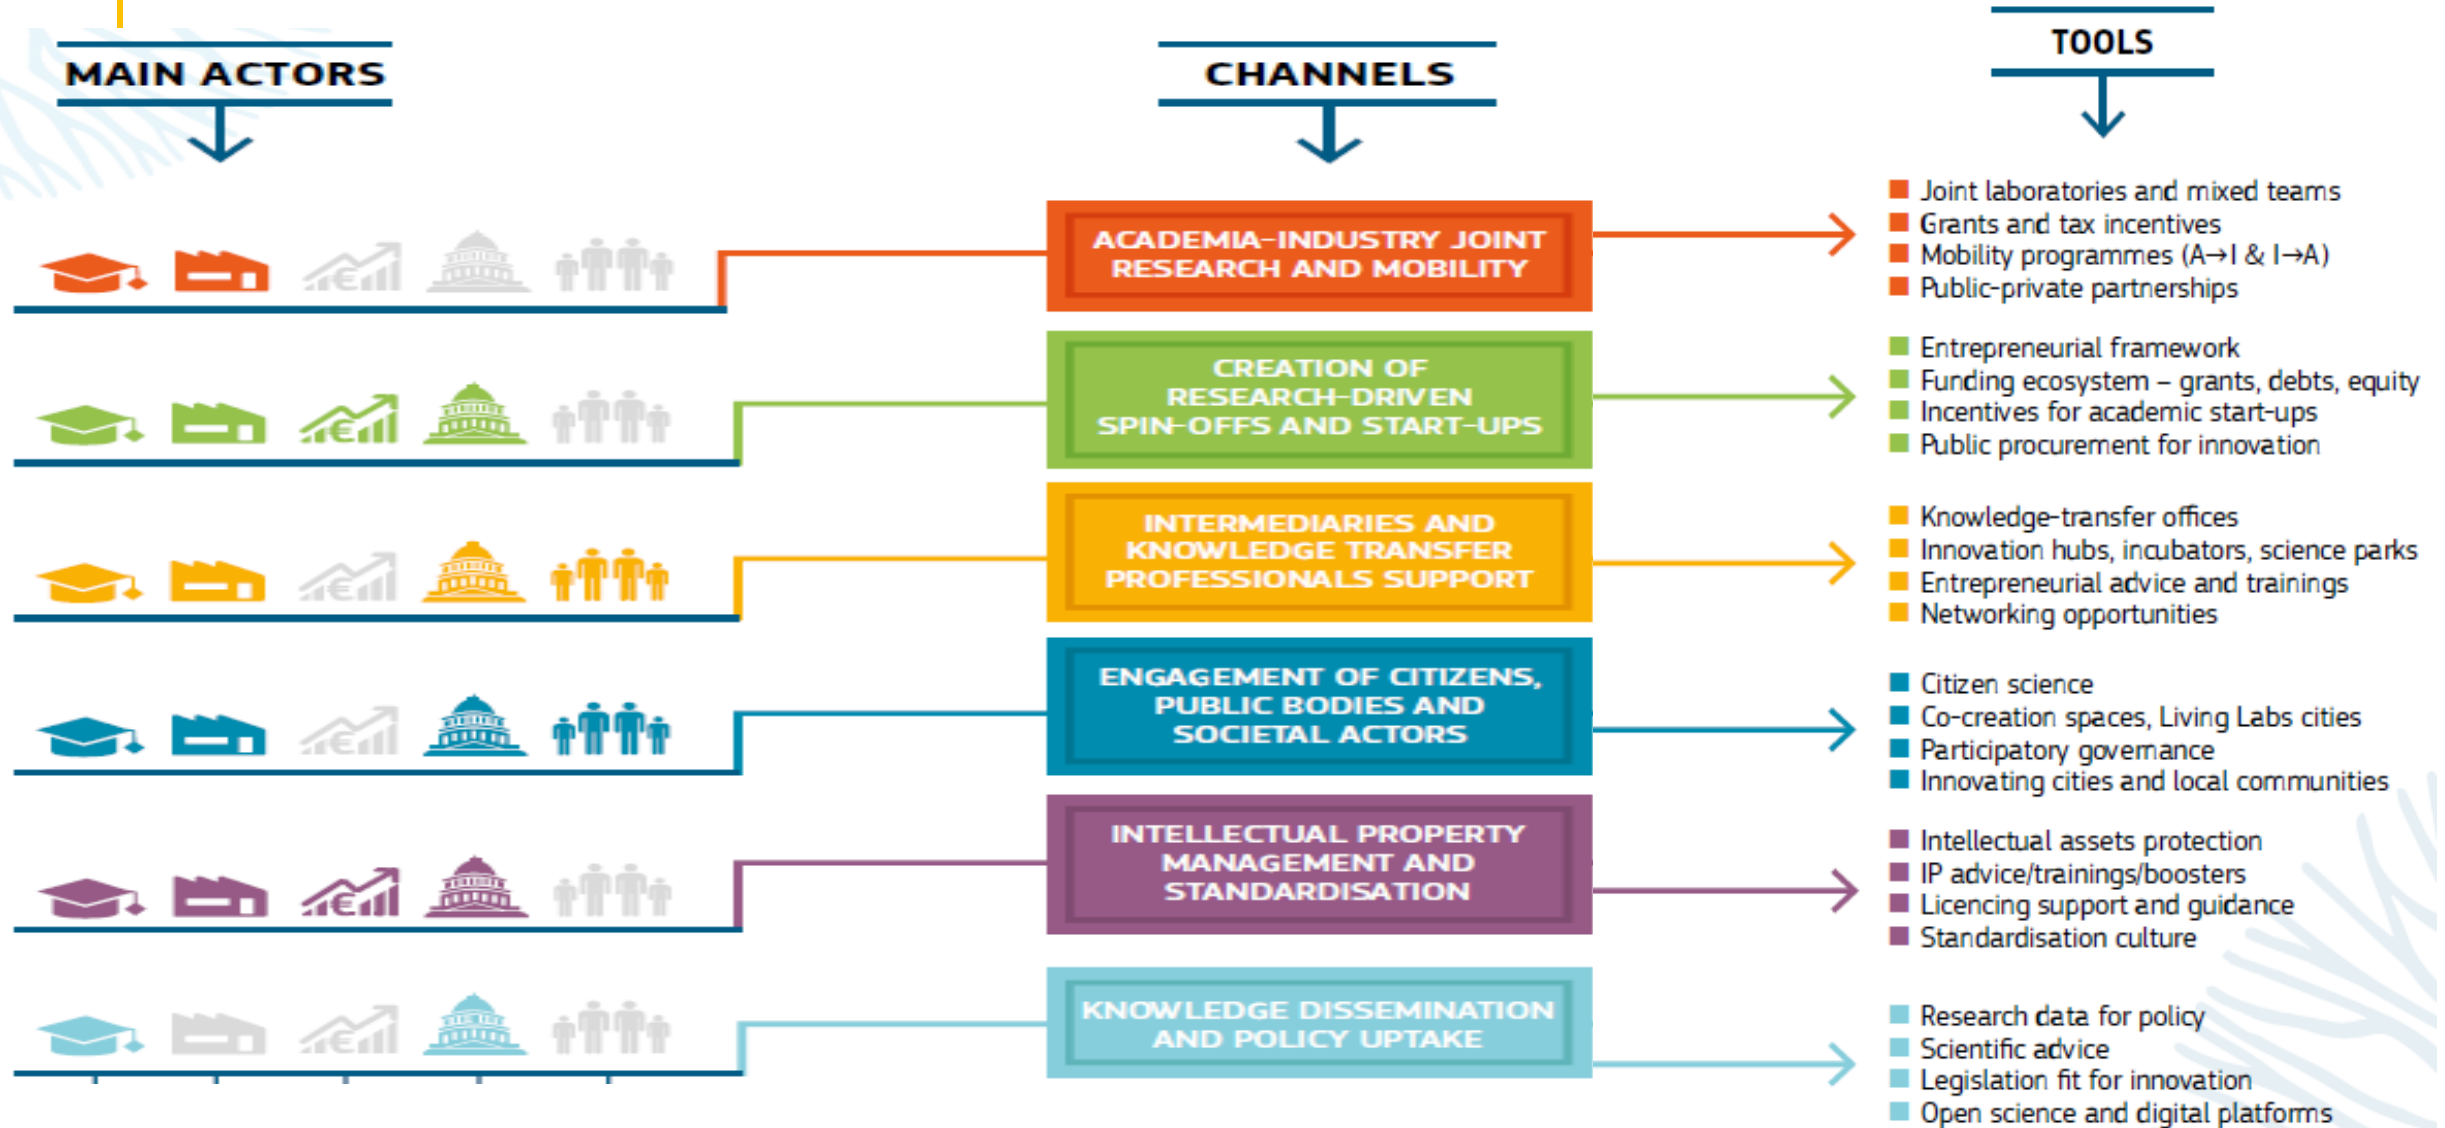 MAIN ACTORS
CHANNELS
TOOLS
ACADEMIA-INDUSTRY JOINT
RESEARCH AND MOBILITY
Joint laboratories and mixed teams
Grants and tax incentives
Mobility programmes (A→I & I→A)
Public-private partnerships
CREATION OF
RESEARCH-DRIVEN
SPIN-OFFS AND START-UPS
Entrepreneurial framework
Funding ecosystem – grants, debts, equity
Incentives for academic start-ups
Public procurement for innovation
INTERMEDIARIES AND
KNOWLEDGE TRANSFER
PROFESSIONALS SUPPORT
Knowledge-transfer offices
Innovation hubs, incubators, science parks
Entrepreneurial advice and trainings
Networking opportunities
ENGAGEMENT OF CITIZENS,
PUBLIC BODIES AND
SOCIETAL ACTORS
Citizen science
Co-creation spaces, Living Labs cities
Participatory governance
Innovating cities and local communities
INTELLECTUAL PROPERTY
MANAGEMENT AND
STANDARDISATION
Intellectual assets protection
IP advice/trainings/boosters
Licencing support and guidance
Standardisation culture
KNOWLEDGE DISSEMINATION
AND POLICY UPTAKE
Research data for policy
Scientific advice
Legislation fit for innovation
Open science and digital platforms